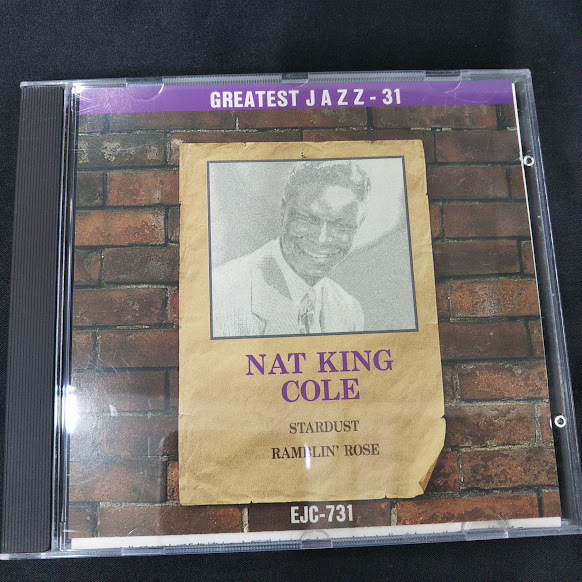 GREATEST JAZZ - 31
NAT KING
COLE
STARDUST
RAMBLIN' ROSE
EJC-731